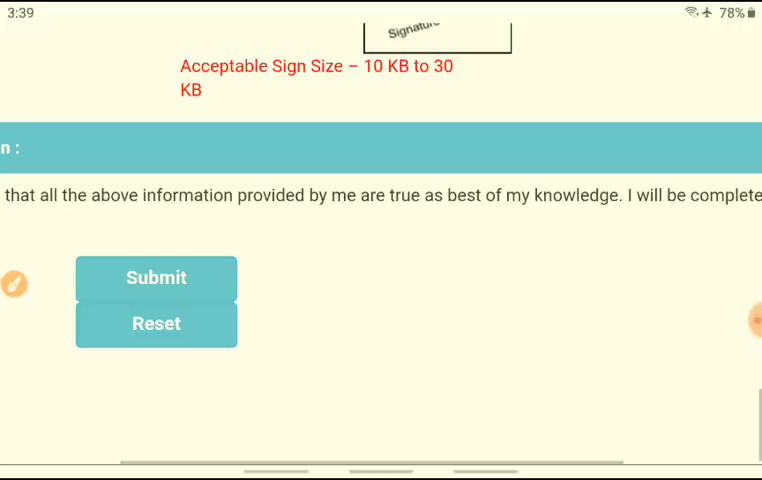 3:39
78%
Signature
Acceptable Sign Size – 10 KB to 30
KB
n :
that all the above information provided by me are true as best of my knowledge. I will be complete
Submit
Reset